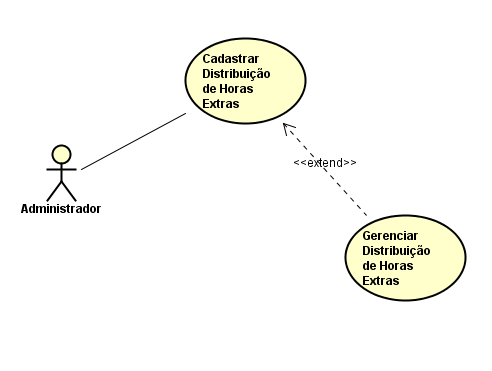 Cadastrar
Distribuição
de Horas
Extras
<<extend>>
Administrador
Gerenciar
Distribuição
de Horas
Extras